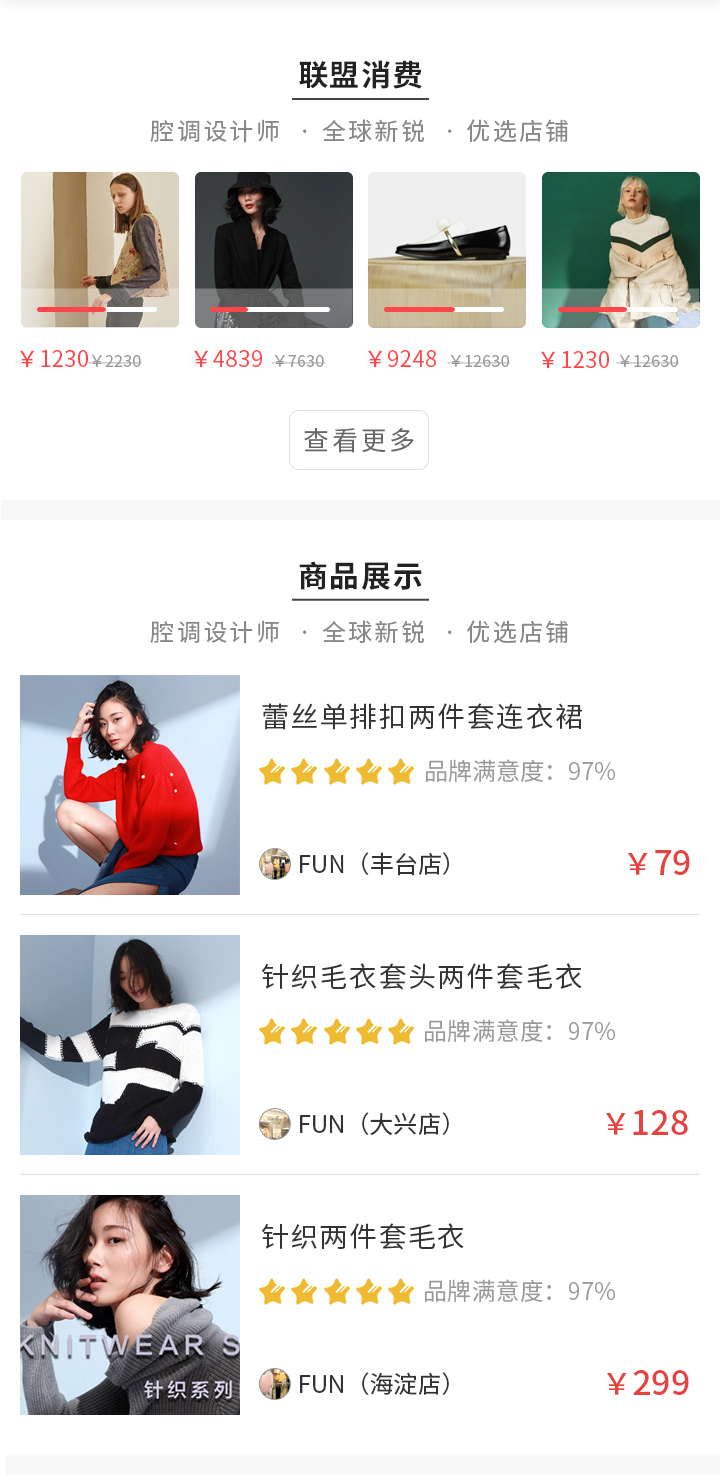 联盟消费
腔调设计师 · 全球新锐 · 优选店铺
￥1230 ￥2230 ￥4839 ￥7630 ￥9248 ￥12630 ￥1230 ￥12630
查看更多
商品展示
腔调设计师 · 全球新锐 · 优选店铺
蕾丝单排扣两件套连衣裙
品牌满意度：97%
FUN（丰台店） ￥79
针织毛衣套头两件套毛衣
品牌满意度：97%
FUN（大兴店） ￥128
针织两件套毛衣
品牌满意度：97%
KNITWEAR S
针织系列
FUN（海淀店） ￥299